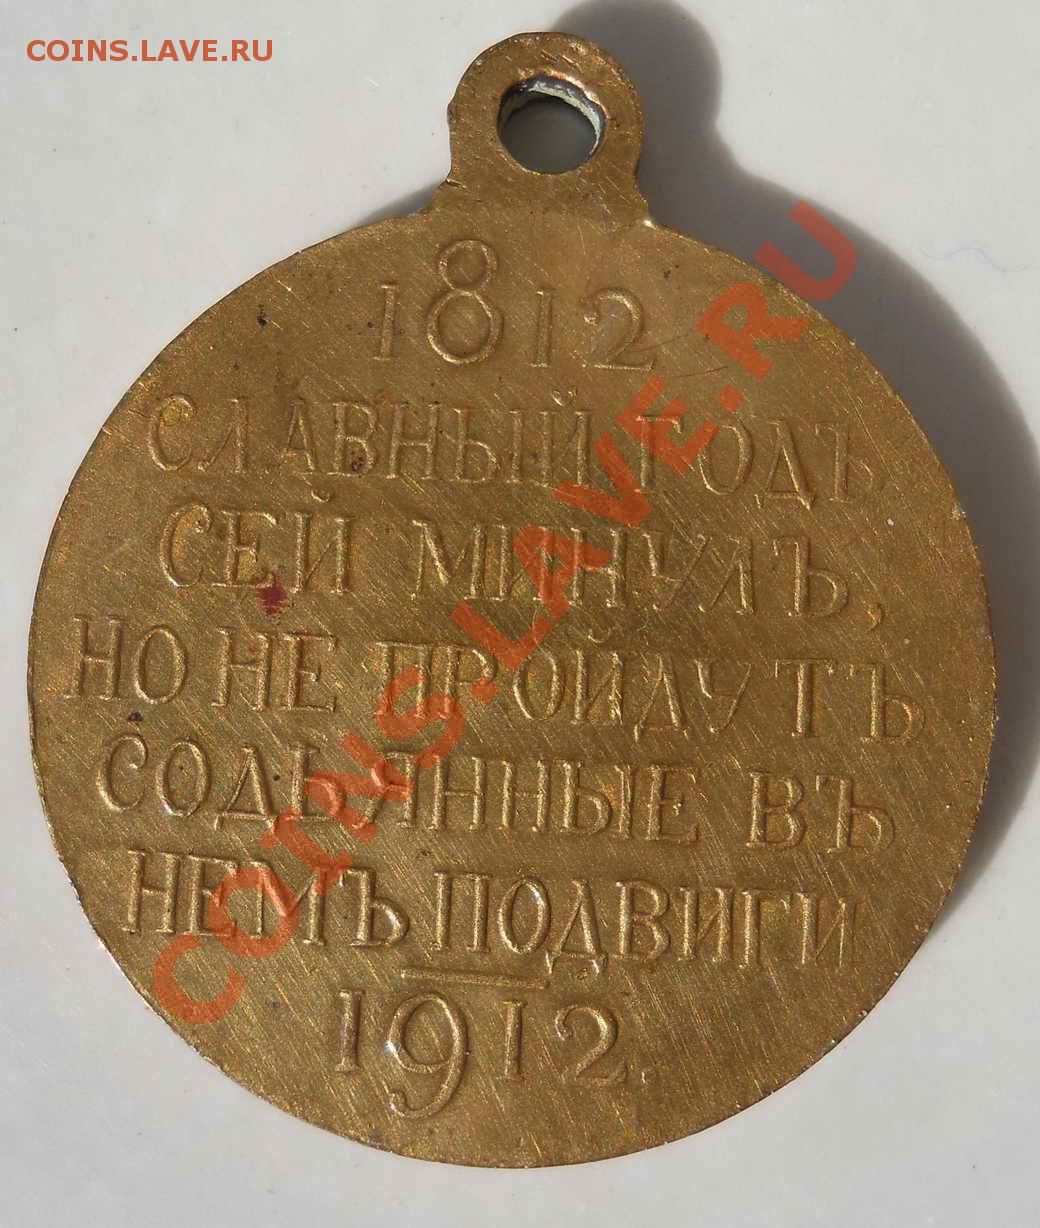 COINS.LAVE.RU
1812
СЛАВНЫЙ ГОДЪ
СЕЙ МИНУЛЪ,
НО НЕ ПРОЙДУТЪ
СОДѢЯННЫЕ ВЪ
НЕМЪ ПОДВИГИ
1912.
COINS.LAVE.RU